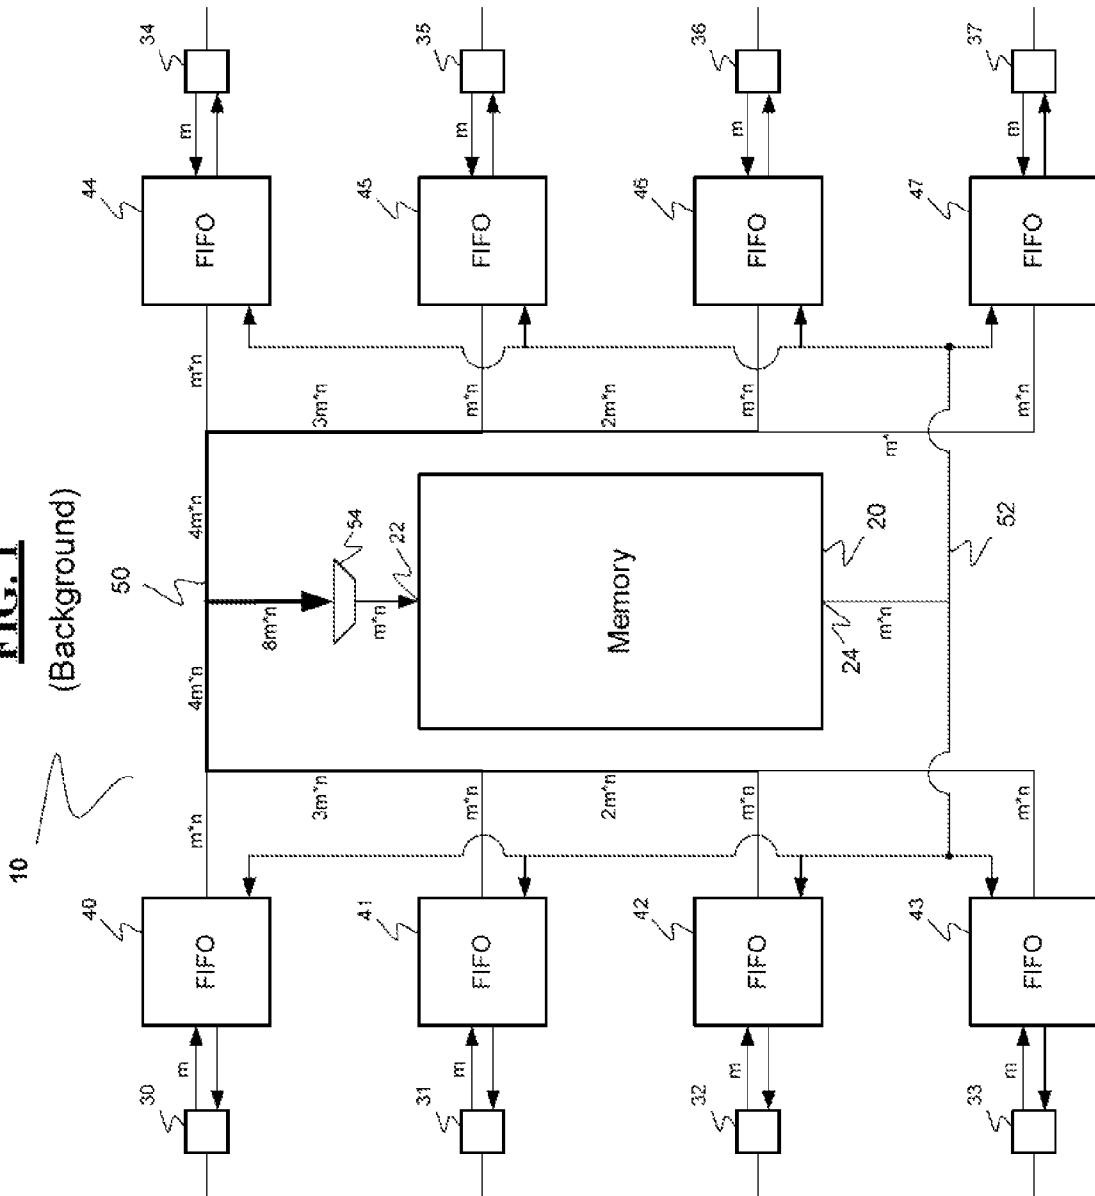 FIG. 1
10
(Background)
50
40 44
30 34
m m*n 4m*n 4m*n m*n m
FIFO FIFO
8m*n
3m*n 54 3m*n
m*n
22
41 45
31 35
m m*n m*n m
FIFO FIFO
2m*n Memory 2m*n
42 46
32 36
m m*n m*n m
FIFO FIFO
24 20
m*n m*
43 47
33 52 37
m m*n m*n m
FIFO FIFO